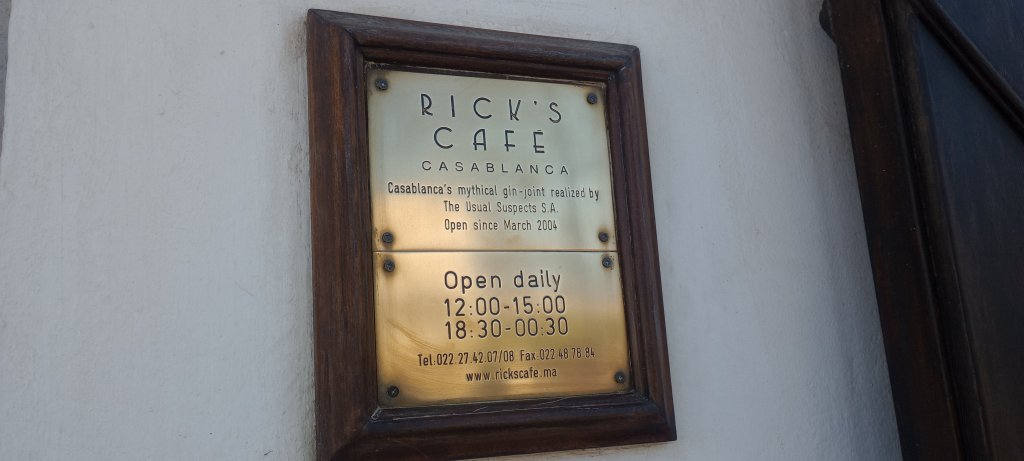 RICK'S
CAFÉ
CASABLANCA
Casablanca's mythical gin-joint realized by
The Usual Suspects S.A.
Open since March 2004
Open daily
12:00-15:00
18:30-00:30
Tel:022.27.42.07/08 Fax:022.48.78.84
www.rickscafe.ma